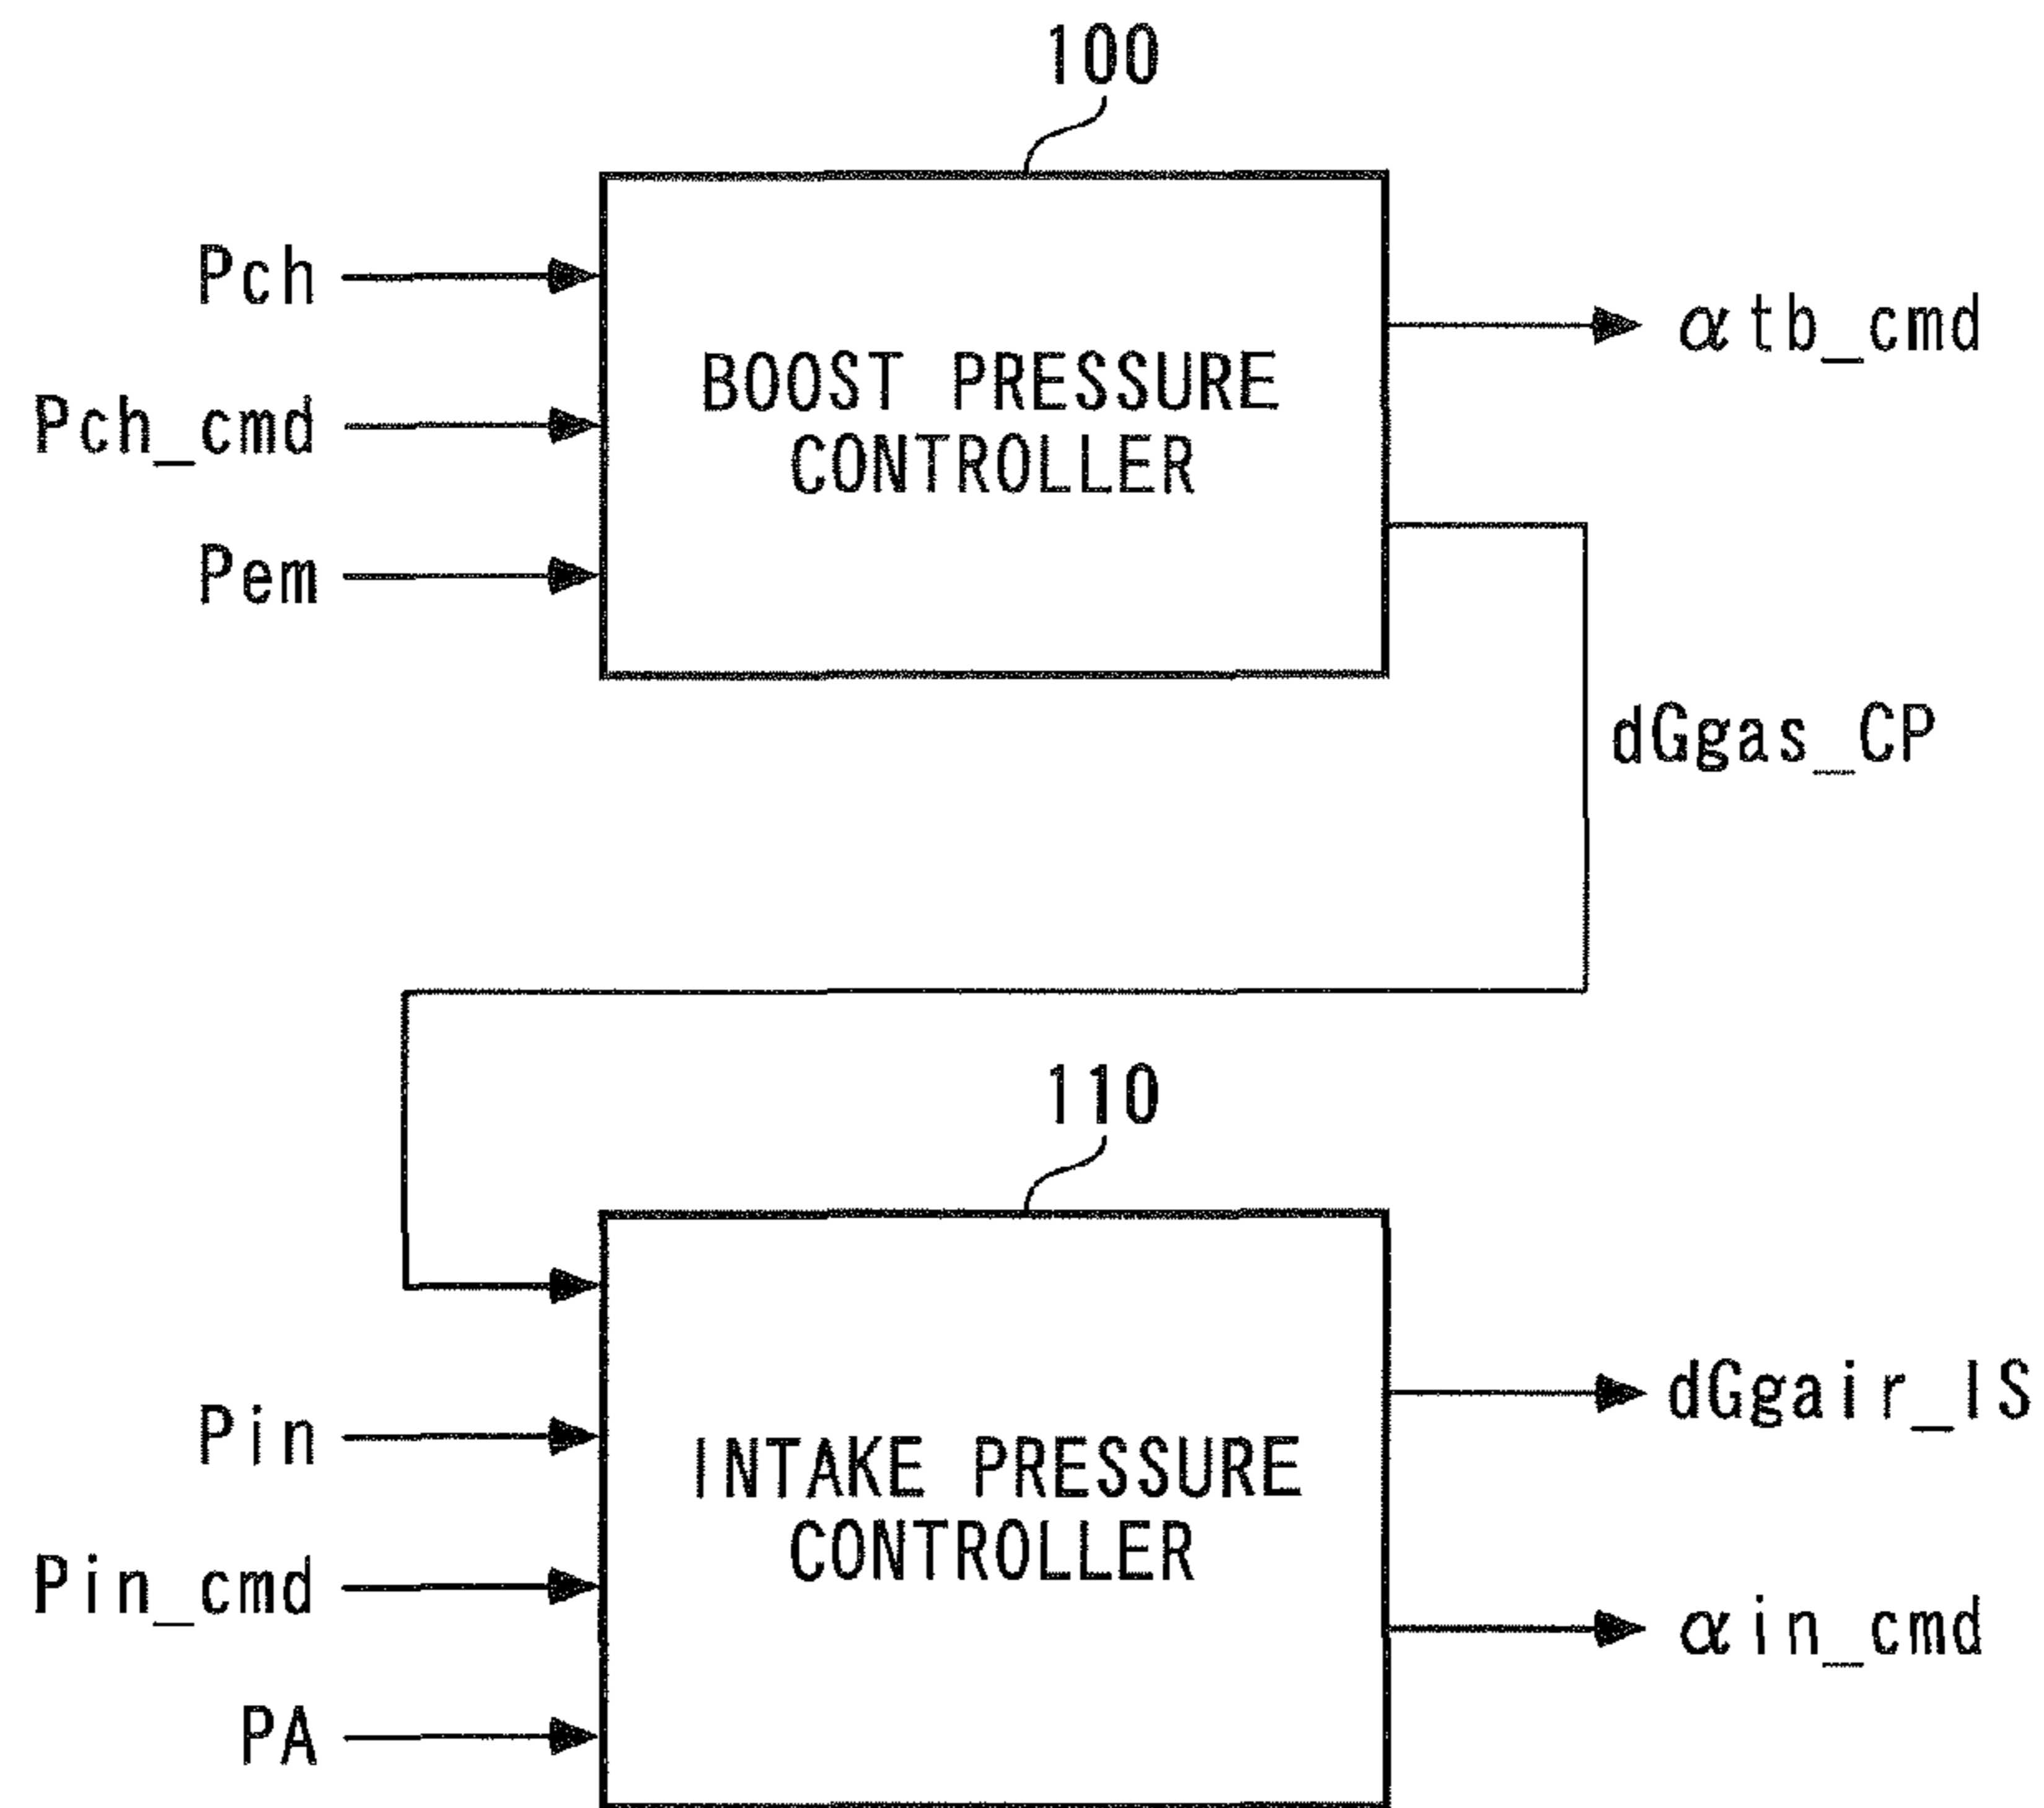 100
Pch
Pch_cmd
Pem
BOOST PRESSURE
CONTROLLER
αtb_cmd
dGgas_CP
110
Pin
Pin_cmd
PA
INTAKE PRESSURE
CONTROLLER
dGgair_IS
αin_cmd